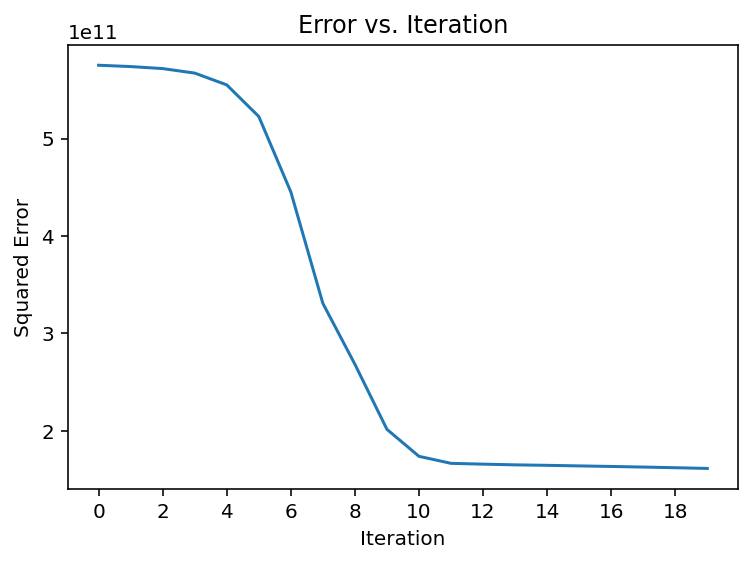 Error vs. Iteration
1e11
5
4
3
2
Squared Error
0 2 4 6 8 10 12 14 16 18
Iteration